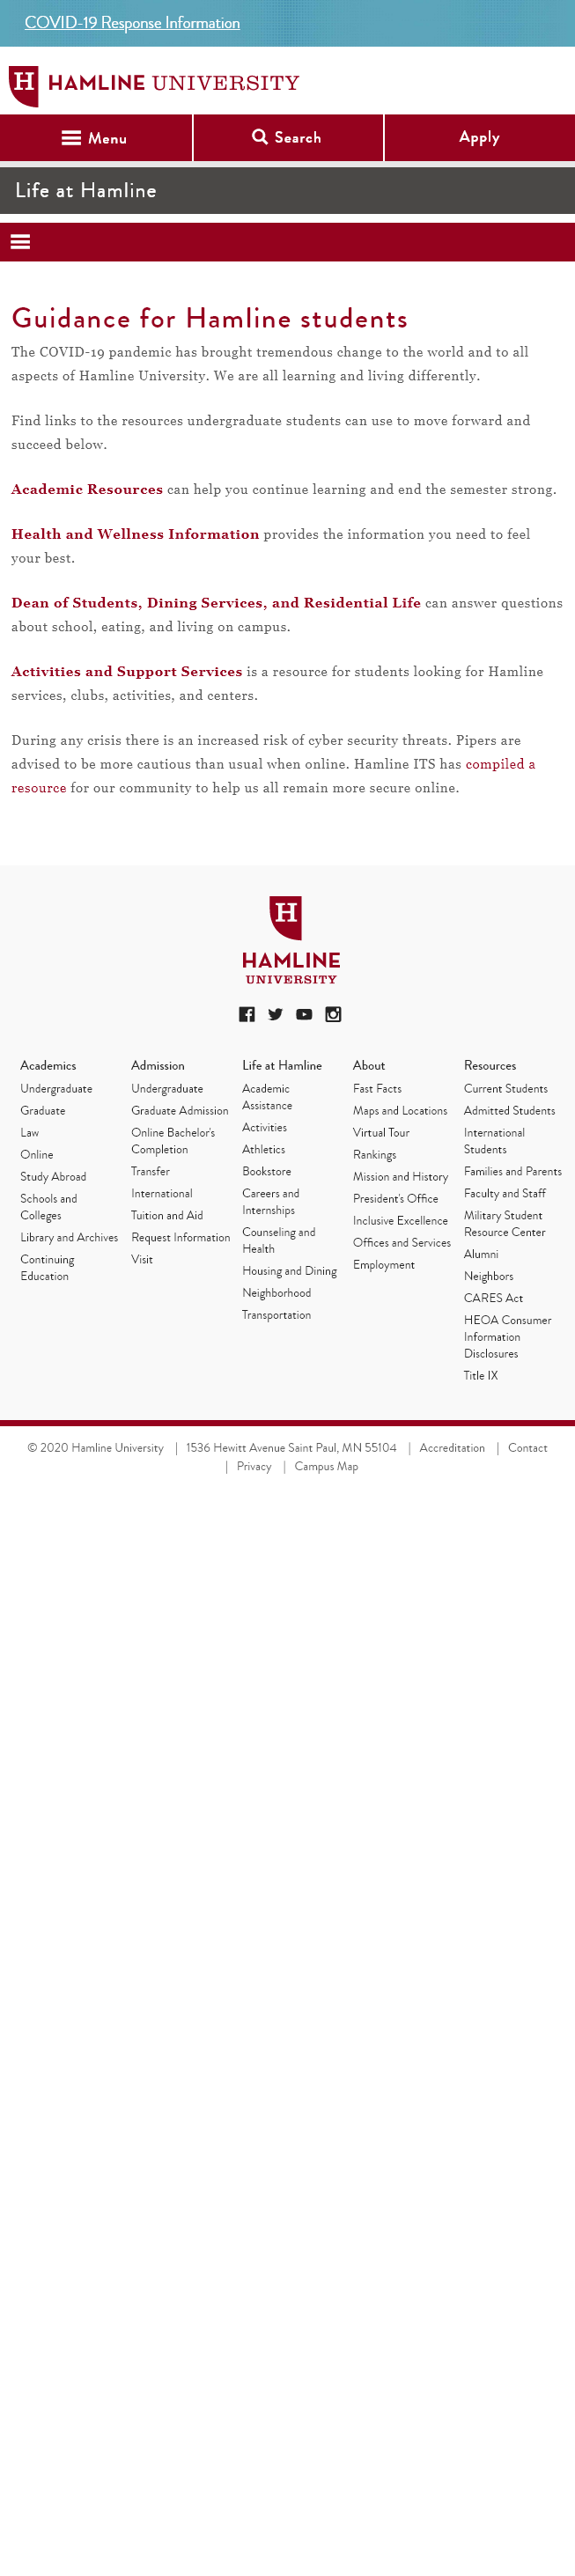 COVID-19 Response Information
H HAMLINE UNIVERSITY
Menu
Search
Apply
Life at Hamline
Guidance for Hamline students
The COVID-19 pandemic has brought tremendous change to the world and to all
aspects of Hamline University. We are all learning and living differently.
Find links to the resources undergraduate students can use to move forward and
succeed below.
Academic Resources can help you continue learning and end the semester strong.
Health and Wellness Information provides the information you need to feel
your best.
Dean of Students, Dining Services, and Residential Life can answer questions
about school, eating, and living on campus.
Activities and Support Services is a resource for students looking for Hamline
services, clubs, activities, and centers.
During any crisis there is an increased risk of cyber security threats. Pipers are
advised to be more cautious than usual when online. Hamline ITS has compiled a
resource for our community to help us all remain more secure online.
H
HAMLINE
UNIVERSITY
Academics
Undergraduate
Graduate
Law
Online
Study Abroad
Schools and
Colleges
Library and Archives
Continuing
Education
Admission
Undergraduate
Graduate Admission
Online Bachelor's
Completion
Transfer
International
Tuition and Aid
Request Information
Visit
Life at Hamline
Academic
Assistance
Activities
Athletics
Bookstore
Careers and
Internships
Counseling and
Health
Housing and Dining
Neighborhood
Transportation
About
Fast Facts
Maps and Locations
Virtual Tour
Rankings
Mission and History
President's Office
Inclusive Excellence
Offices and Services
Employment
Resources
Current Students
Admitted Students
International
Students
Families and Parents
Faculty and Staff
Military Student
Resource Center
Alumni
Neighbors
CARES Act
HEOA Consumer
Information
Disclosures
Title IX
© 2020 Hamline University | 1536 Hewitt Avenue Saint Paul, MN 55104 | Accreditation | Contact
| Privacy | Campus Map